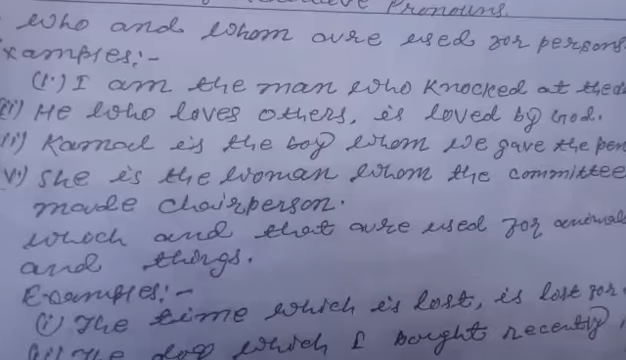 Relative Pronouns.
Who and whom are used for persons
Examples:-
(i) I am the man who knocked at the
(ii) He who loves others, is loved by God.
(iii) Kamal is the boy whom we gave the pen
(iv) She is the woman whom the committee
made chairperson.
which and that are used for animals
and things.
Examples:-
(i) The time which is lost, is lost for
(ii) The dog which I bought recently,